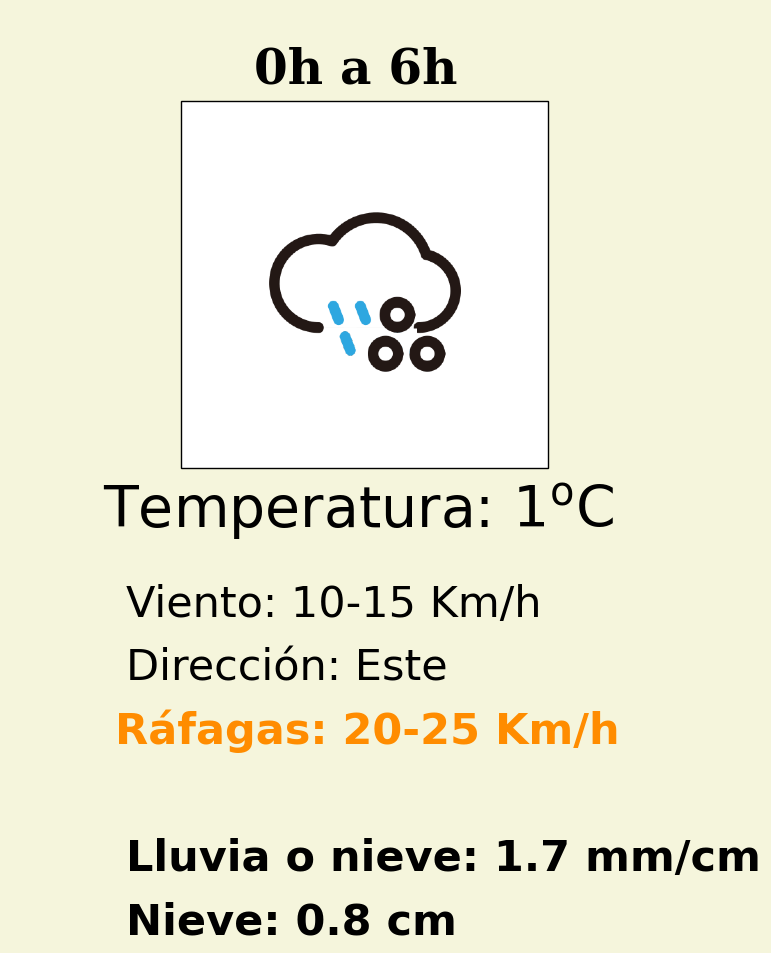 0h a 6h
Temperatura: 1ºC
Viento: 10-15 Km/h
Dirección: Este
Ráfagas: 20-25 Km/h
Lluvia o nieve: 1.7 mm/cm
Nieve: 0.8 cm